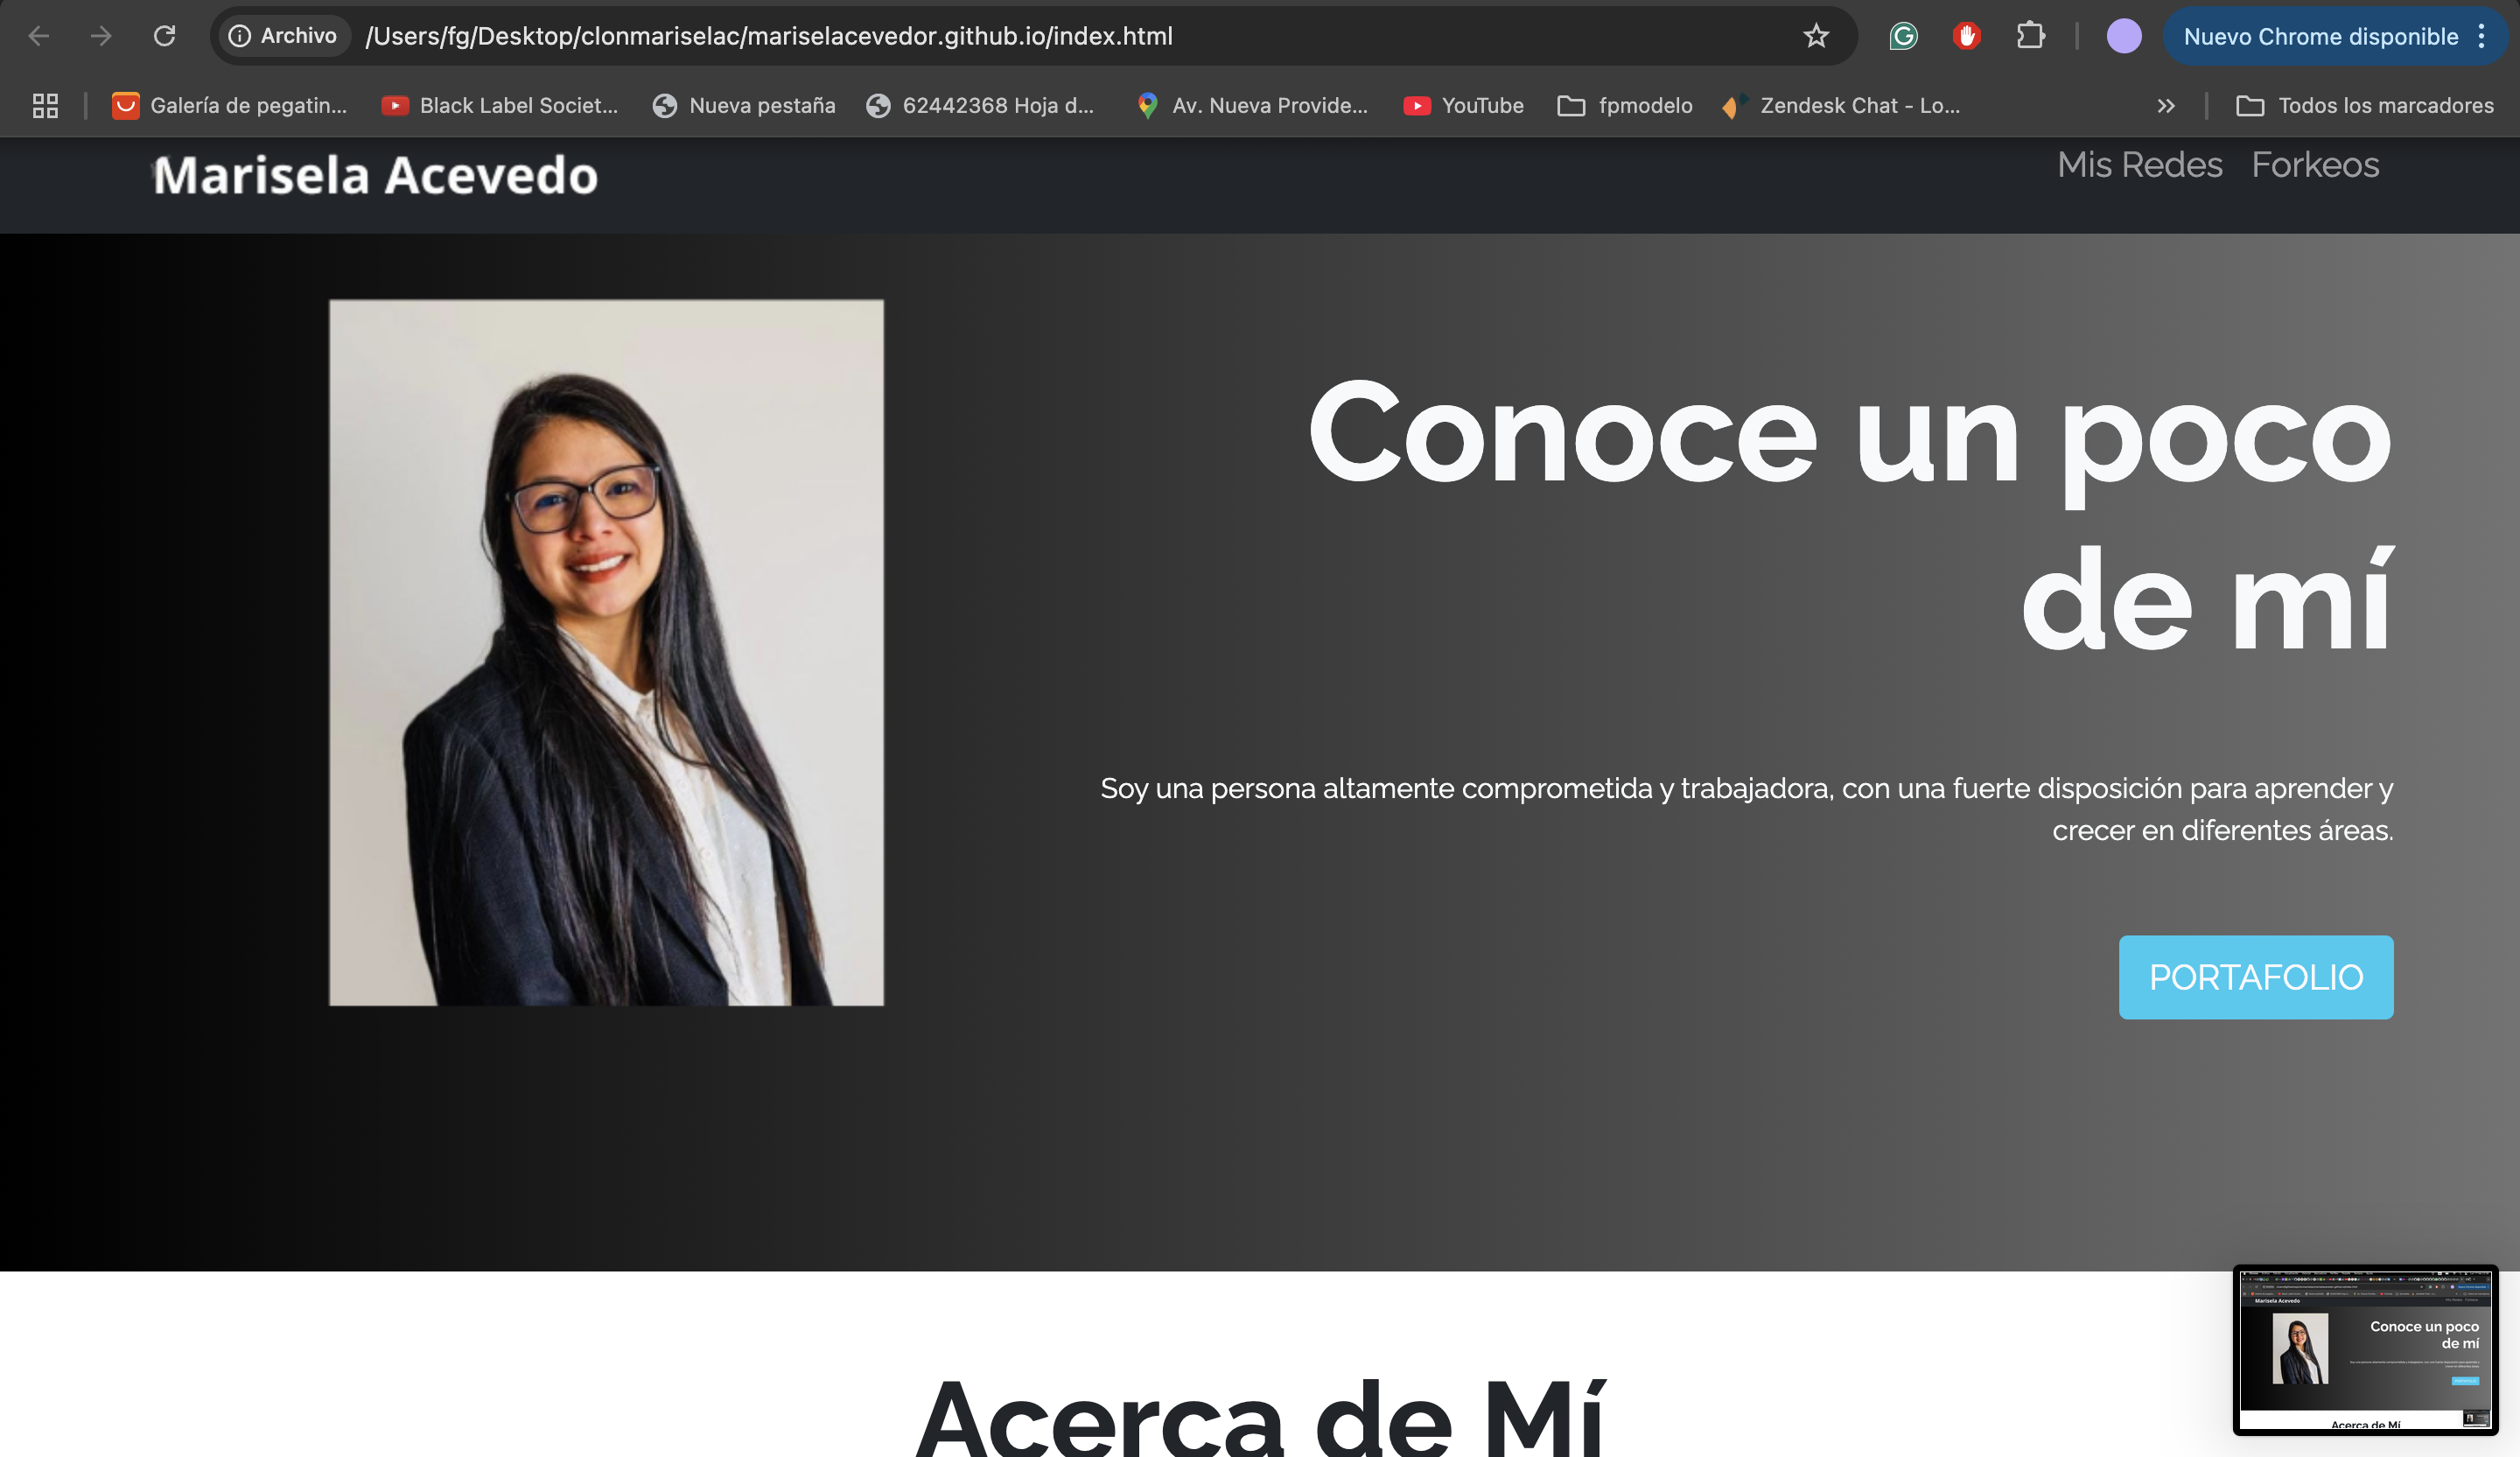 Archivo /Users/fg/Desktop/clonmariselac/mariselacevedor.github.io/index.html Nuevo Chrome disponible
Galería de pegatin... Black Label Societ... Nueva pestaña 62442368 Hoja d... Av. Nueva Provide... YouTube fpmodelo Zendesk Chat - Lo... Todos los marcadores
Marisela Acevedo Mis Redes Forkeos
Conoce un poco
de mí
Soy una persona altamente comprometida y trabajadora, con una fuerte disposición para aprender y
crecer en diferentes áreas.
PORTAFOLIO
Acerca de Mí
Marisela Acevedo
Conoce un poco
de mí
Acerca de Mí